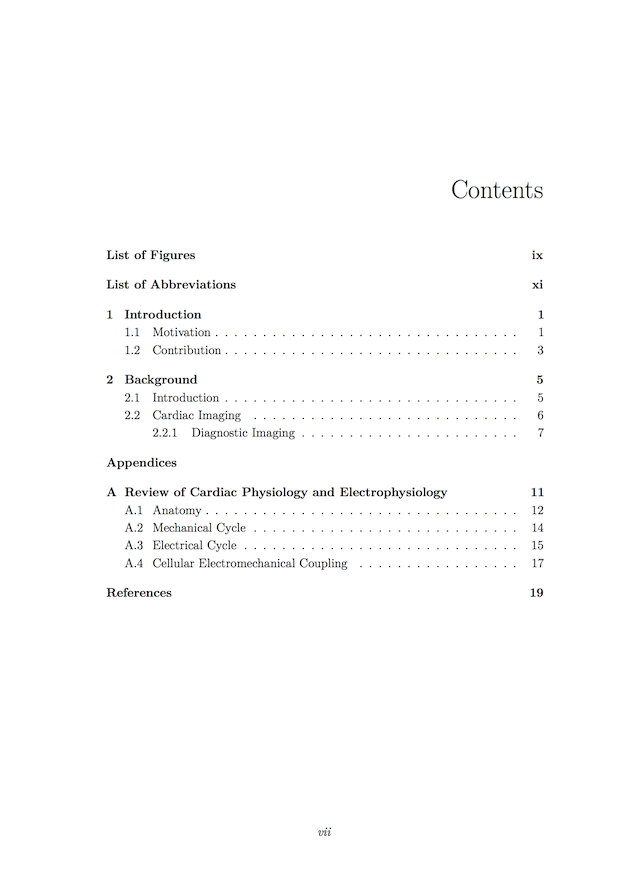 Contents
List of Figures ix
List of Abbreviations xi
1 Introduction 1
1.1 Motivation . . . . . . . . . . . . . . . . . . . . . . . . . . . . . . . . 1
1.2 Contribution . . . . . . . . . . . . . . . . . . . . . . . . . . . . . . . 3
2 Background 5
2.1 Introduction . . . . . . . . . . . . . . . . . . . . . . . . . . . . . . . 5
2.2 Cardiac Imaging . . . . . . . . . . . . . . . . . . . . . . . . . . . . 6
2.2.1 Diagnostic Imaging . . . . . . . . . . . . . . . . . . . . . . . 7
Appendices
A Review of Cardiac Physiology and Electrophysiology 11
A.1 Anatomy . . . . . . . . . . . . . . . . . . . . . . . . . . . . . . . . . 12
A.2 Mechanical Cycle . . . . . . . . . . . . . . . . . . . . . . . . . . . . 14
A.3 Electrical Cycle . . . . . . . . . . . . . . . . . . . . . . . . . . . . . 15
A.4 Cellular Electromechanical Coupling . . . . . . . . . . . . . . . . . 17
References 19
vii